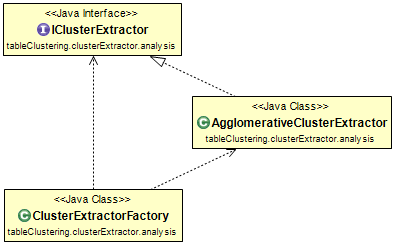 <<Java Interface>>
IClusterExtractor
tableClustering.clusterExtractor.analysis
<<Java Class>>
AgglomerativeClusterExtractor
tableClustering.clusterExtractor.analysis
<<Java Class>>
ClusterExtractorFactory
tableClustering.clusterExtractor.analysis